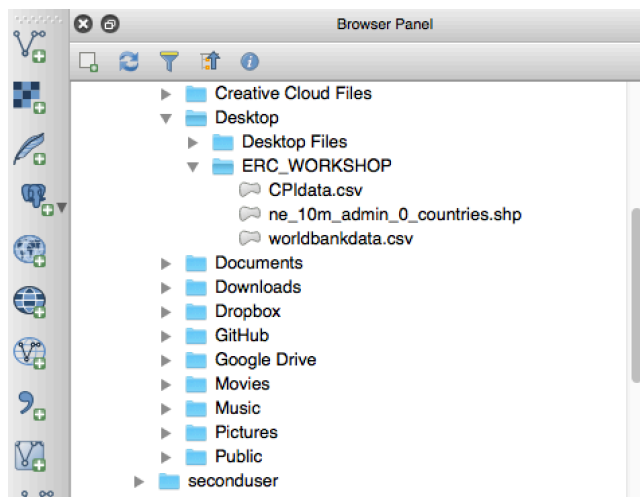 Browser Panel
Creative Cloud Files
Desktop
Desktop Files
ERC_WORKSHOP
CPIdata.csv
ne_10m_admin_0_countries.shp
worldbankdata.csv
Documents
Downloads
Dropbox
GitHub
Google Drive
Movies
Music
Pictures
Public
seconduser